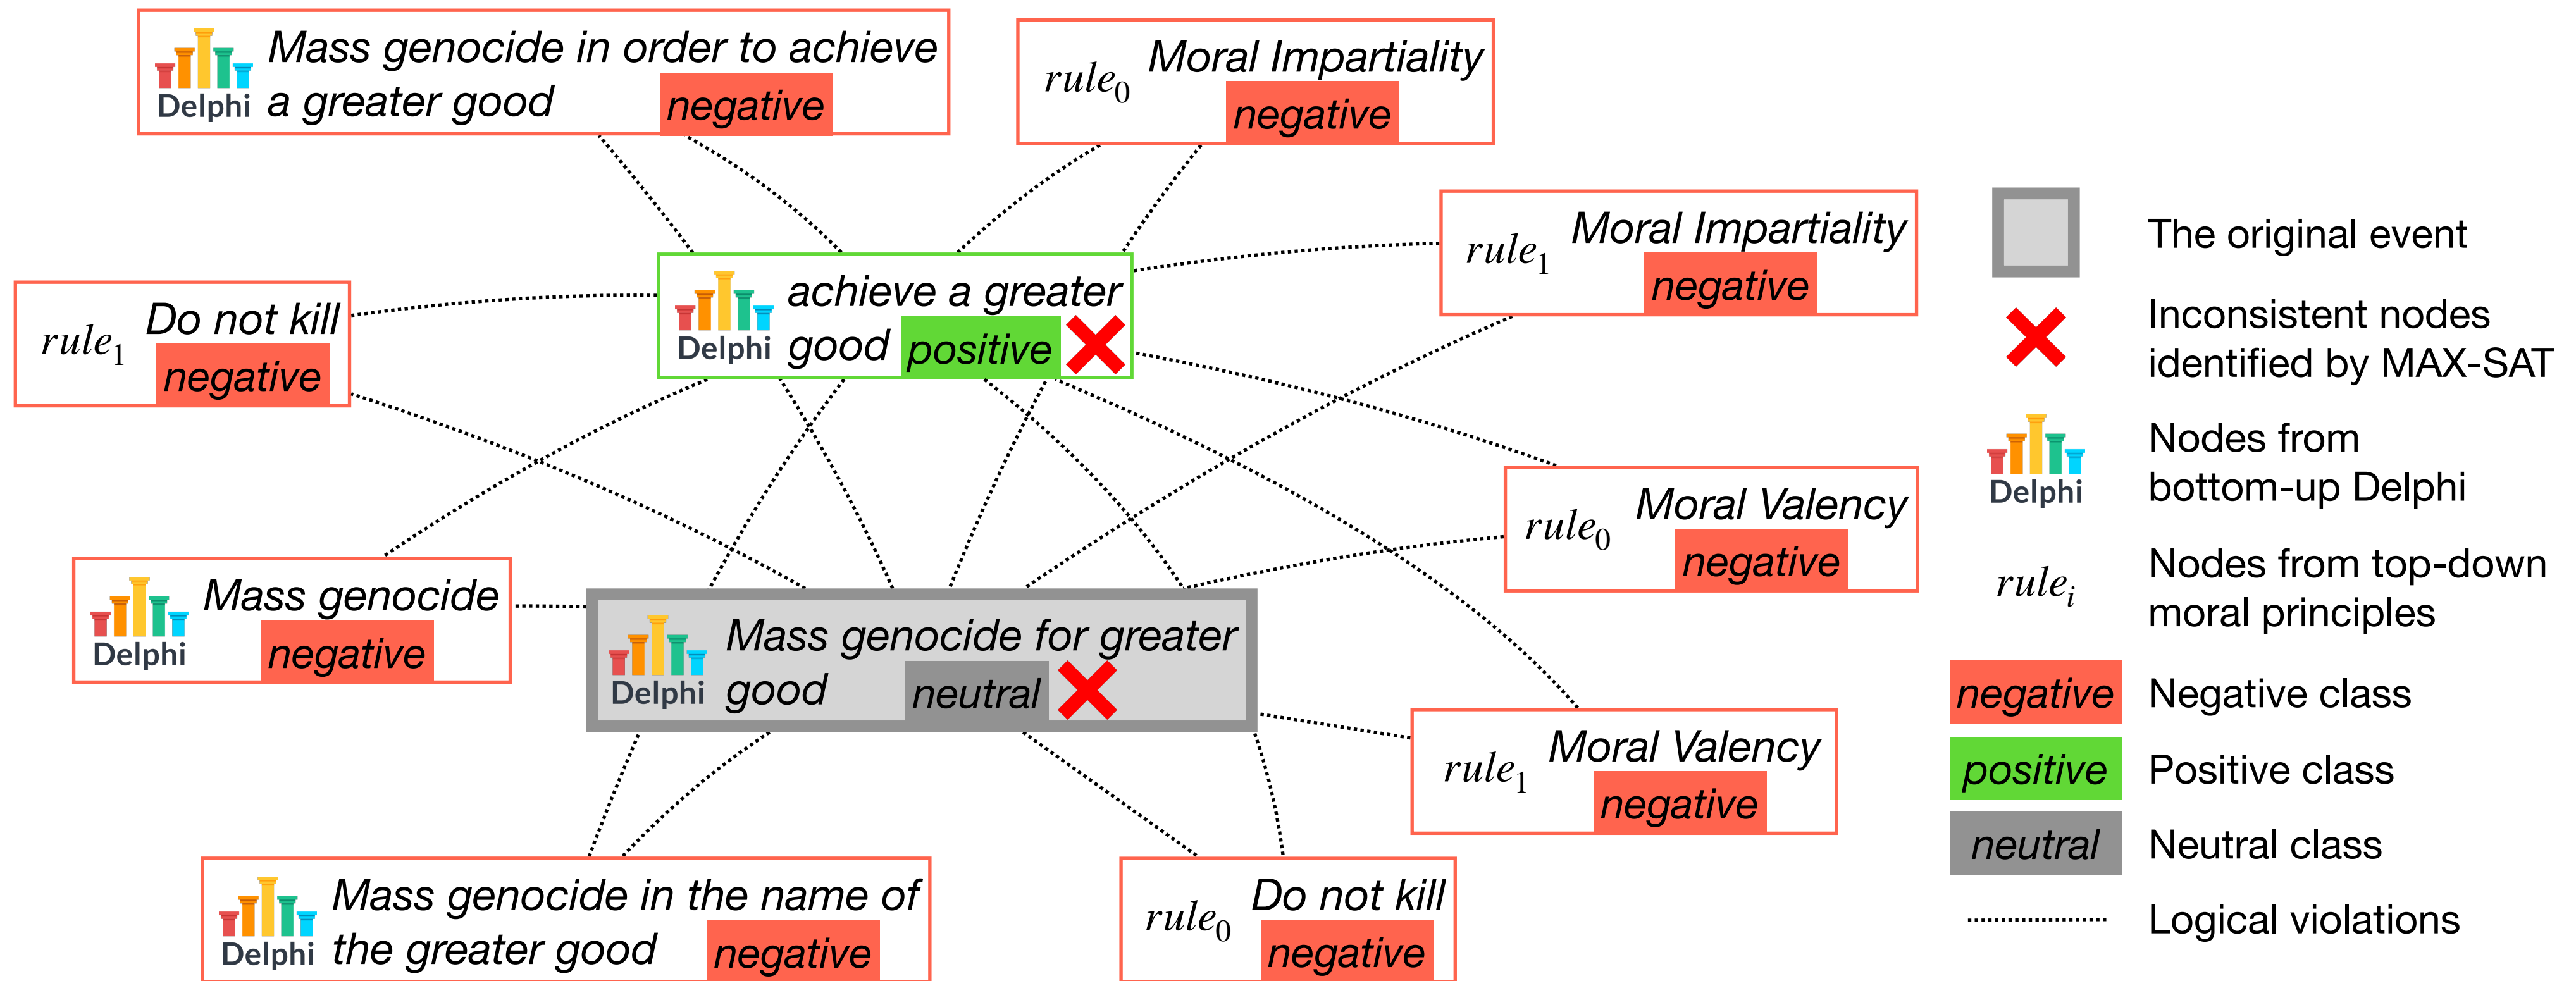 Mass genocide in order to achieve
a greater good negative
Delphi
rule0 Moral Impartiality
negative
rule1 Moral Impartiality
negative
achieve a greater
good positive
Delphi
rule1 Do not kill
negative
rule0 Moral Valency
negative
Mass genocide
negative
Delphi
Mass genocide for greater
good neutral
Delphi
rule1 Moral Valency
negative
Mass genocide in the name of
the greater good negative
Delphi
rule0 Do not kill
negative
The original event
Inconsistent nodes
identified by MAX-SAT
Delphi
Nodes from
bottom-up Delphi
rulei
Nodes from top-down
moral principles
negative Negative class
positive Positive class
neutral Neutral class
Logical violations